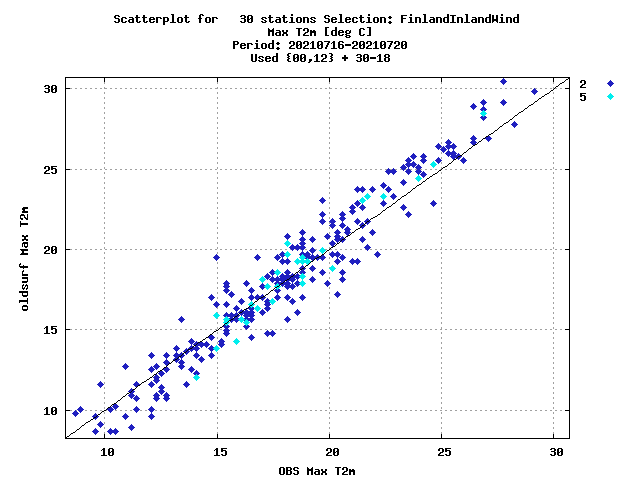 Scatterplot for   30 stations Selection: FinlandInlandWind
Max T2m [deg C]
Period: 20210716-20210720
Used {00,12} + 30-18
2
5
30
25
20
15
10
oldsurf Max T2m
10 15 20 25 30
OBS Max T2m